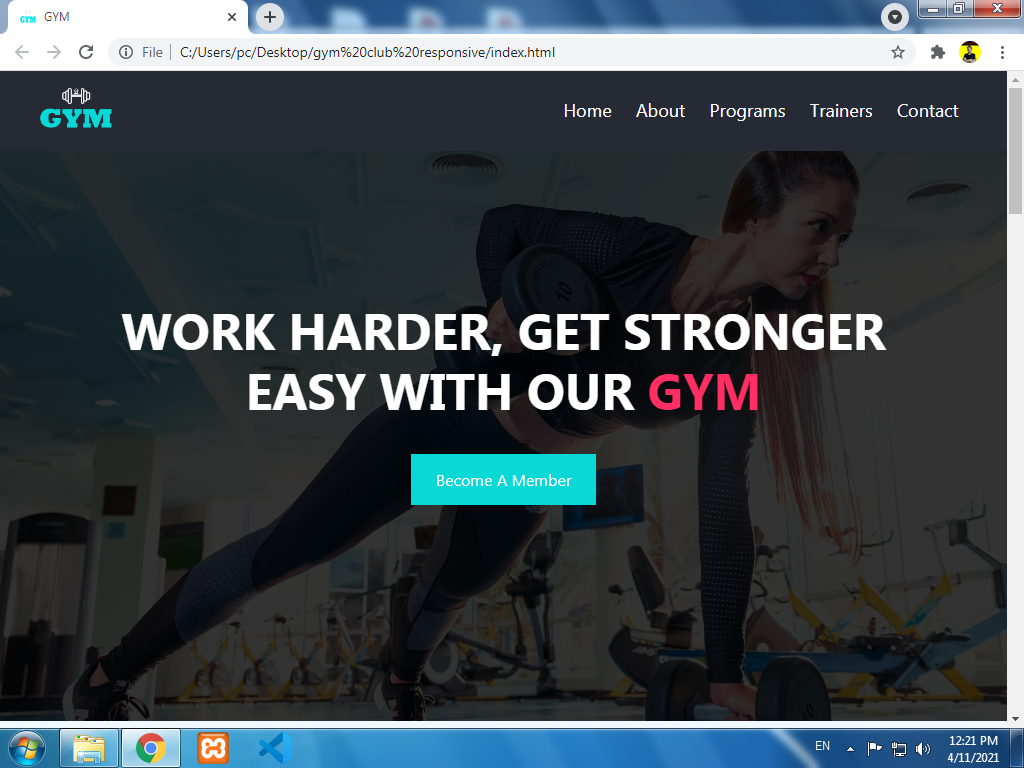 GYM
GYM
File
C:/Users/pc/Desktop/gym%20club%20responsive/index.html
GYM
Home About Programs Trainers Contact
10
WORK HARDER, GET STRONGER
EASY WITH OUR GYM
Become A Member
EN
12:21 PM
4/11/2021